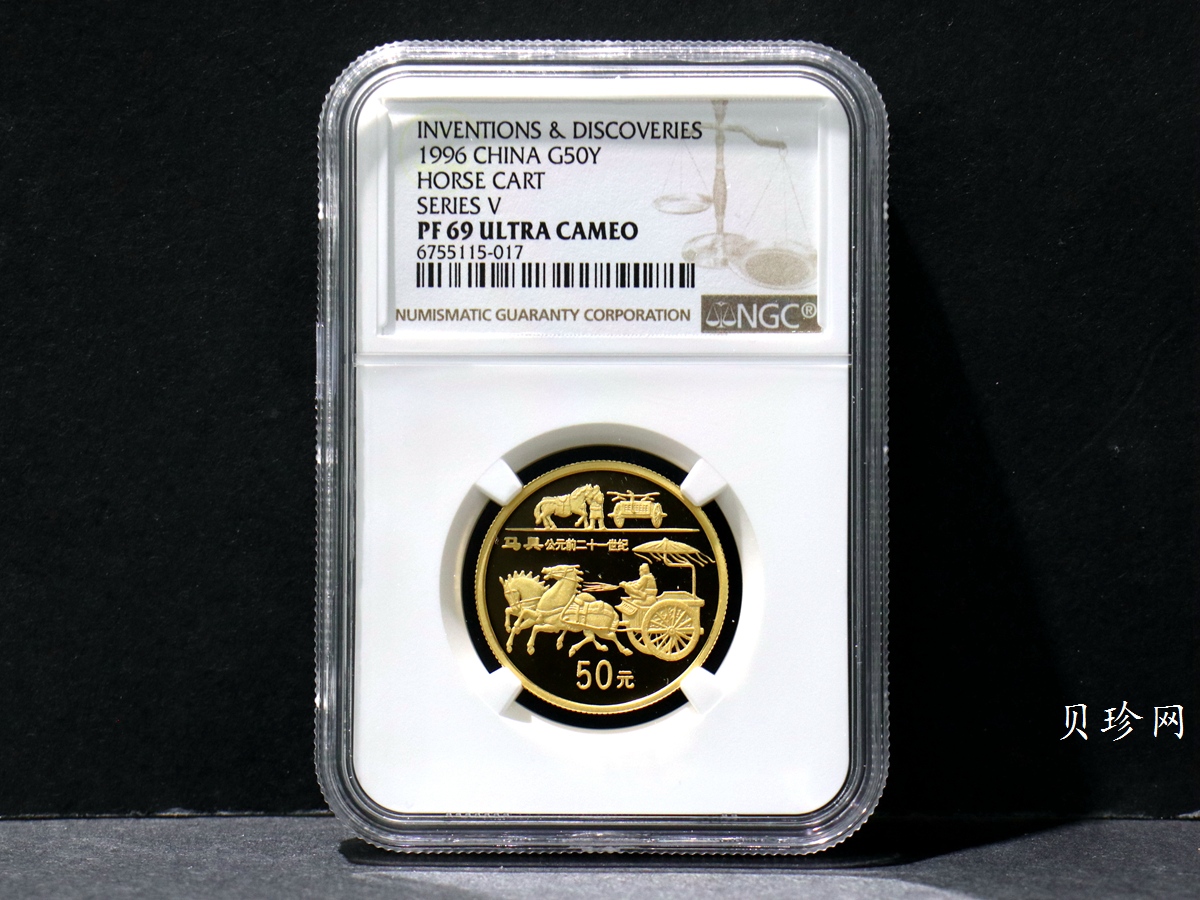 INVENTIONS & DISCOVERIES
1996 CHINA G50Y
HORSE CART
SERIES V
PF 69 ULTRA CAMEO
6755115-017
NUMISMATIC GUARANTY CORPORATION
NGC®
马具 公元前二十一世纪
50元
贝珍网